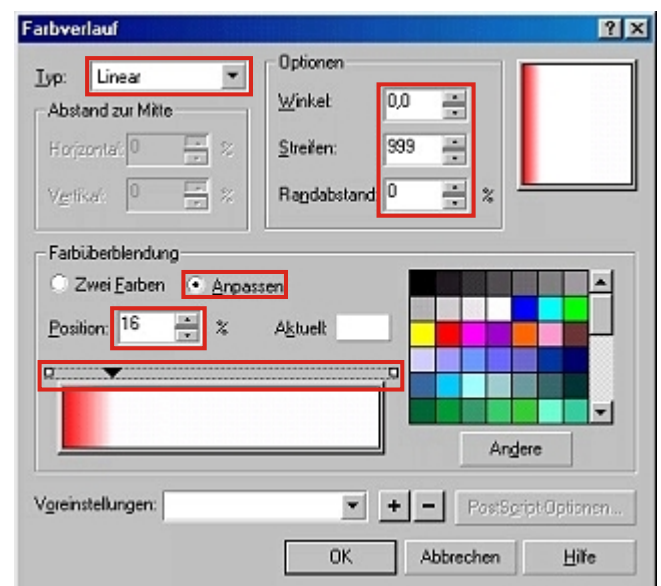 Farbverlauf
Typ: Linear
Abstand zur Mitte
Horizontal: 0 %
Vertikal: 0 %
Optionen
Winkel: 0,0
Streifen: 999
Randabstand: 0 %
Farbüberblendung
Zwei Farben Anpassen
Position: 16 % Aktuell:
Andere
Voreinstellungen: + − PostScript-Optionen...
OK Abbrechen Hilfe